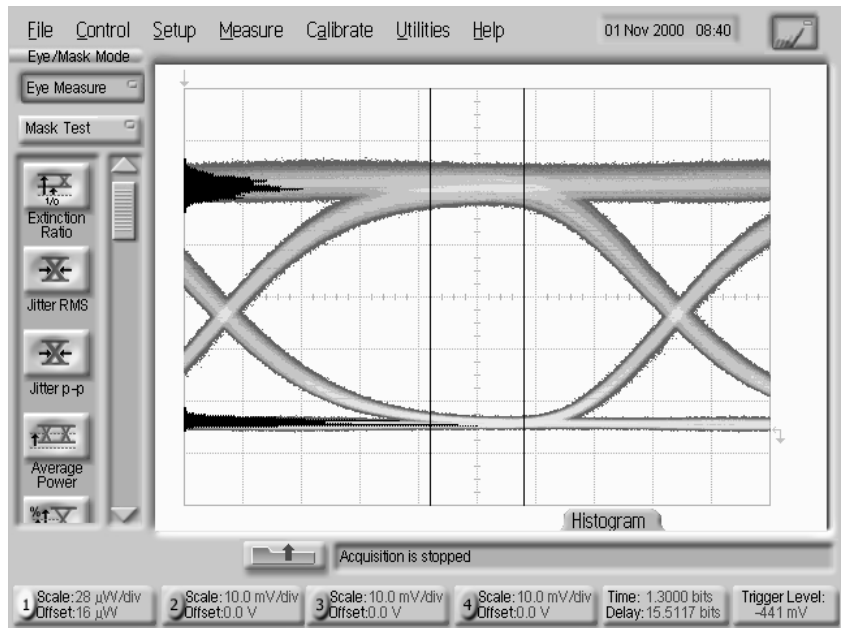 File Control Setup Measure Calibrate Utilities Help 01 Nov 2000 08:40
Eye/Mask Mode
Eye Measure
Mask Test
1/0
Extinction
Ratio
Jitter RMS
Jitter p-p
Average
Power
%
Histogram
Acquisition is stopped
1 Scale:28 µW/div
Offset:16 µW
2 Scale:10.0 mV/div
Offset:0.0 V
3 Scale:10.0 mV/div
Offset:0.0 V
4 Scale:10.0 mV/div
Offset:0.0 V
Time: 1.3000 bits
Delay:15.5117 bits
Trigger Level:
-441 mV